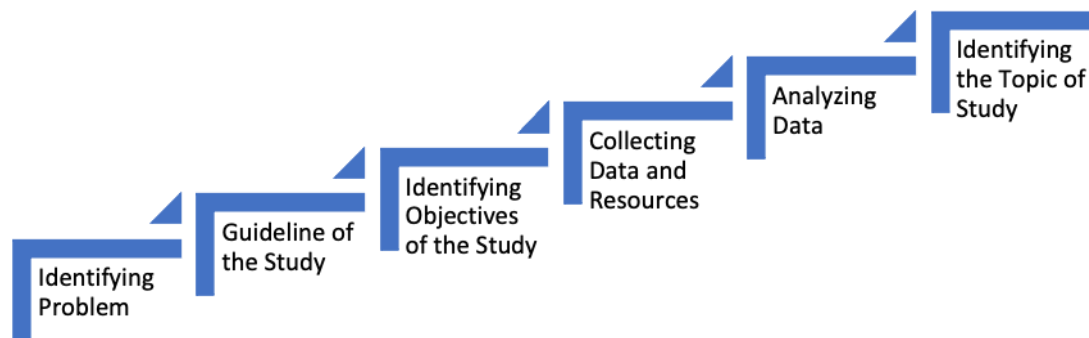 Identifying
Problem
Guideline of
the Study
Identifying
Objectives
of the Study
Collecting
Data and
Resources
Analyzing
Data
Identifying
the Topic of
Study